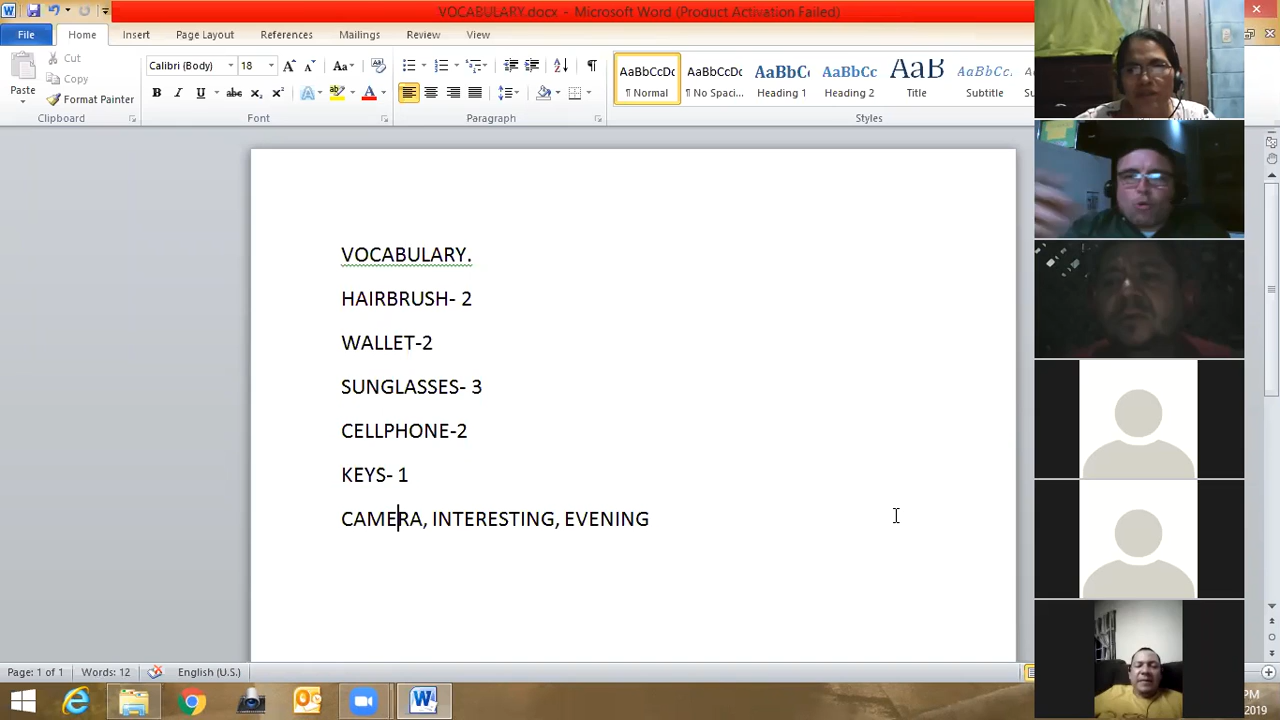 VOCABULARY.docx - Microsoft Word (Product Activation Failed)
File Home Insert Page Layout References Mailings Review View
Cut
Copy
Format Painter
Paste
Calibri (Body) 18
AaBbCcDc AaBbCcDc AaBbC AaBbCc AaB AaBbCc.
¶ Normal ¶ No Spaci... Heading 1 Heading 2 Title Subtitle
Clipboard Font Paragraph Styles
VOCABULARY.
HAIRBRUSH- 2
WALLET-2
SUNGLASSES- 3
CELLPHONE-2
KEYS- 1
CAMERA, INTERESTING, EVENING
Page: 1 of 1 Words: 12 English (U.S.)
PM
2019